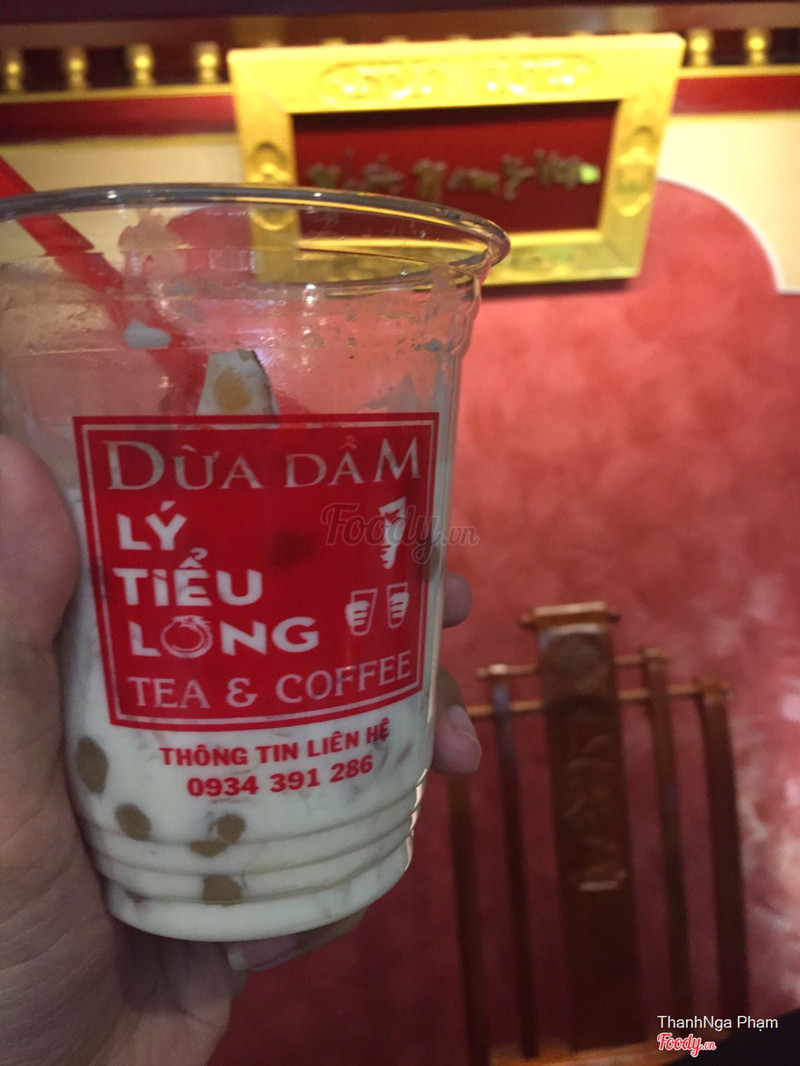 DỪA DẦM
LÝ
TIỂU
LONG
TEA & COFFEE
THÔNG TIN LIÊN HỆ
0934 391 286
Foody.vn
ThanhNga Phạm
Foody.vn